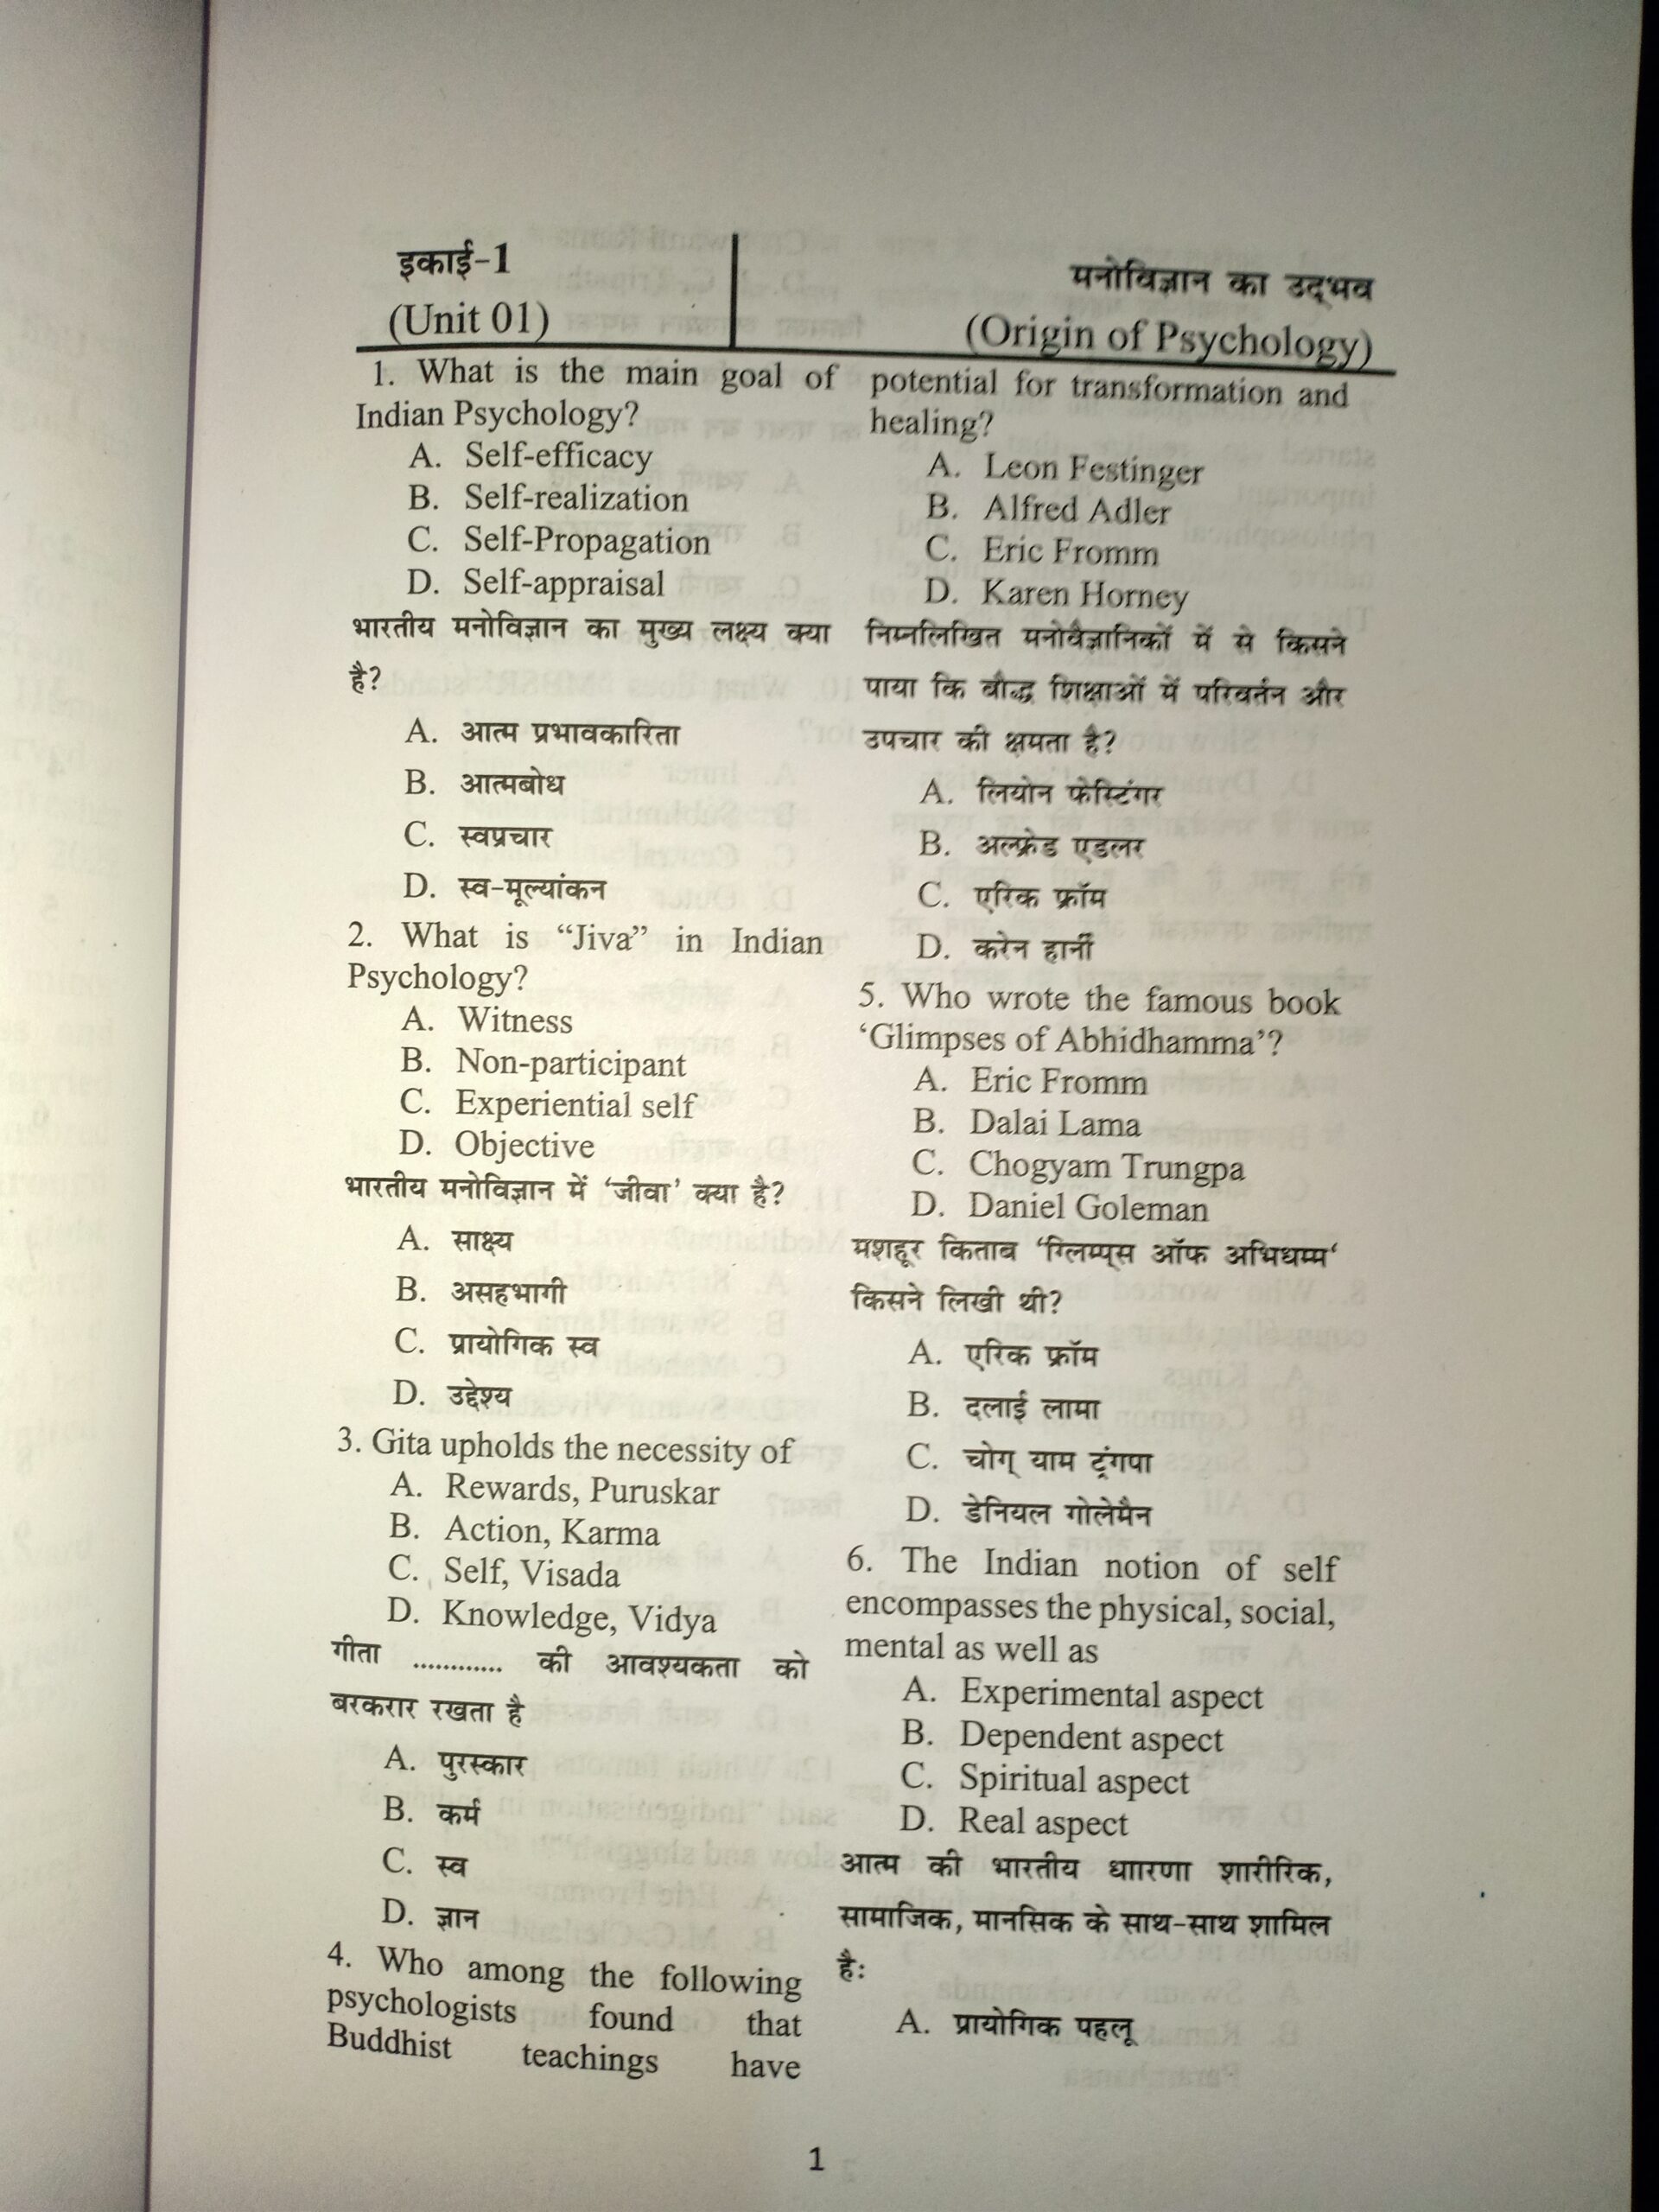 इकाई-1
(Unit 01)
मनोविज्ञान का उद्भव
(Origin of Psychology)
1. What is the main goal of
Indian Psychology?
A. Self-efficacy
B. Self-realization
C. Self-Propagation
D. Self-appraisal
भारतीय मनोविज्ञान का मुख्य लक्ष्य क्या
है?
A. आत्म प्रभावकारिता
B. आत्मबोध
C. स्वप्रचार
D. स्व-मूल्यांकन
2. What is “Jiva” in Indian
Psychology?
A. Witness
B. Non-participant
C. Experiential self
D. Objective
भारतीय मनोविज्ञान में ‘जीवा’ क्या है?
A. साक्ष्य
B. असहभागी
C. प्रायोगिक स्व
D. उद्देश्य
3. Gita upholds the necessity of
A. Rewards, Puruskar
B. Action, Karma
C. Self, Visada
D. Knowledge, Vidya
गीता ............ की आवश्यकता को
बरकरार रखता है
A. पुरस्कार
B. कर्म
C. स्व
D. ज्ञान
4. Who among the following
psychologists found that
Buddhist teachings have
potential for transformation and
healing?
A. Leon Festinger
B. Alfred Adler
C. Eric Fromm
D. Karen Horney
निम्नलिखित मनोवैज्ञानिकों में से किसने
पाया कि बौद्ध शिक्षाओं में परिवर्तन और
उपचार की क्षमता है?
A. लियोन फेस्टिंगर
B. अल्फ्रेड एडलर
C. एरिक फ्रॉम
D. करेन हार्नी
5. Who wrote the famous book
‘Glimpses of Abhidhamma’?
A. Eric Fromm
B. Dalai Lama
C. Chogyam Trungpa
D. Daniel Goleman
मशहूर किताब ‘ग्लिम्प्स ऑफ अभिधम्म‘
किसने लिखी थी?
A. एरिक फ्रॉम
B. दलाई लामा
C. चोग् याम ट्रंगपा
D. डेनियल गोलेमैन
6. The Indian notion of self
encompasses the physical, social,
mental as well as
A. Experimental aspect
B. Dependent aspect
C. Spiritual aspect
D. Real aspect
आत्म की भारतीय धाारणा शारीरिक,
सामाजिक, मानसिक के साथ-साथ शामिल
है:
A. प्रायोगिक पहलू
1